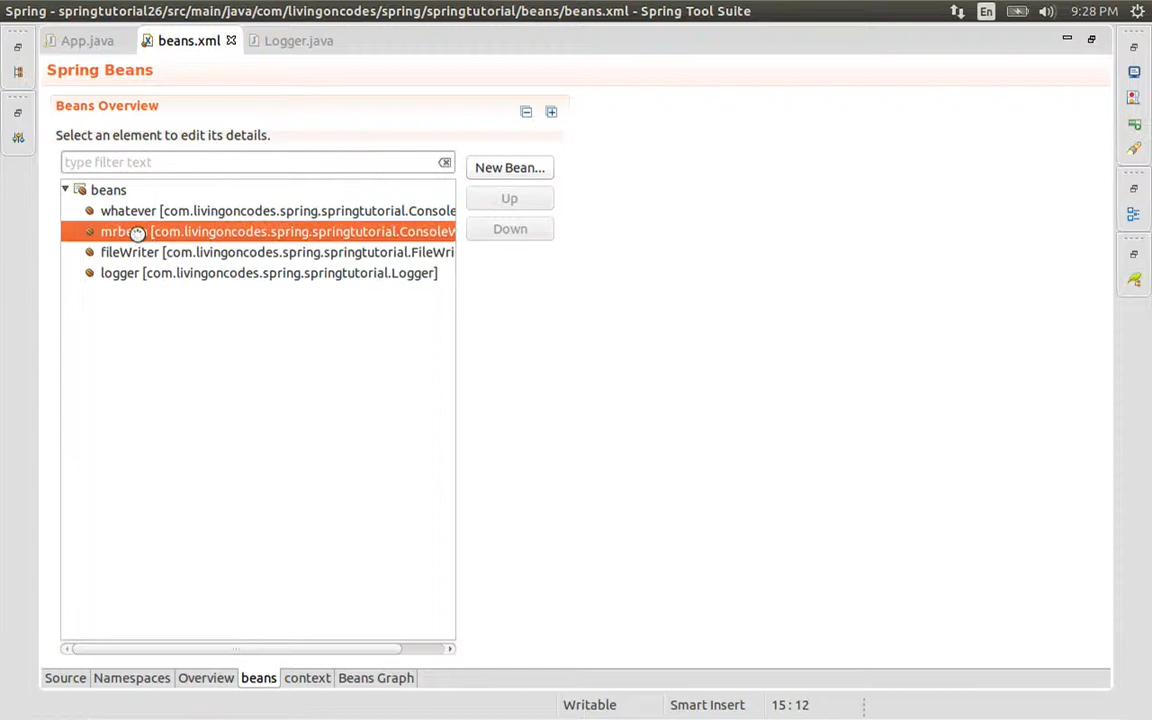 Spring - springtutorial26/src/main/java/com/livingoncodes/spring/springtutorial/beans/beans.xml - Spring Tool Suite
En
9:28 PM
App.java
beans.xml
Logger.java
Spring Beans
Beans Overview
Select an element to edit its details.
type filter text
New Bean...
beans
whatever [com.livingoncodes.spring.springtutorial.Console
Up
[com.livingoncodes.spring.springtutorial.ConsoleW
Down
fileWriter [com.livingoncodes.spring.springtutorial.FileWri
logger [com.livingoncodes.spring.springtutorial.Logger]
Source Namespaces Overview beans context Beans Graph
Writable
Smart Insert
15 : 12